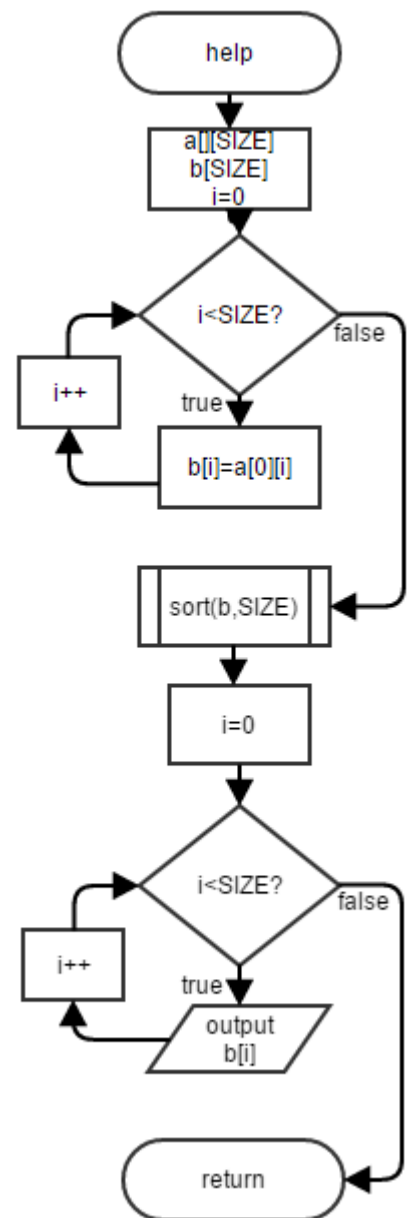 help
a[][SIZE]
b[SIZE]
i=0
i<SIZE?
false
i++
true
b[i]=a[0][i]
sort(b,SIZE)
i=0
i<SIZE?
false
i++
true
output
b[i]
return